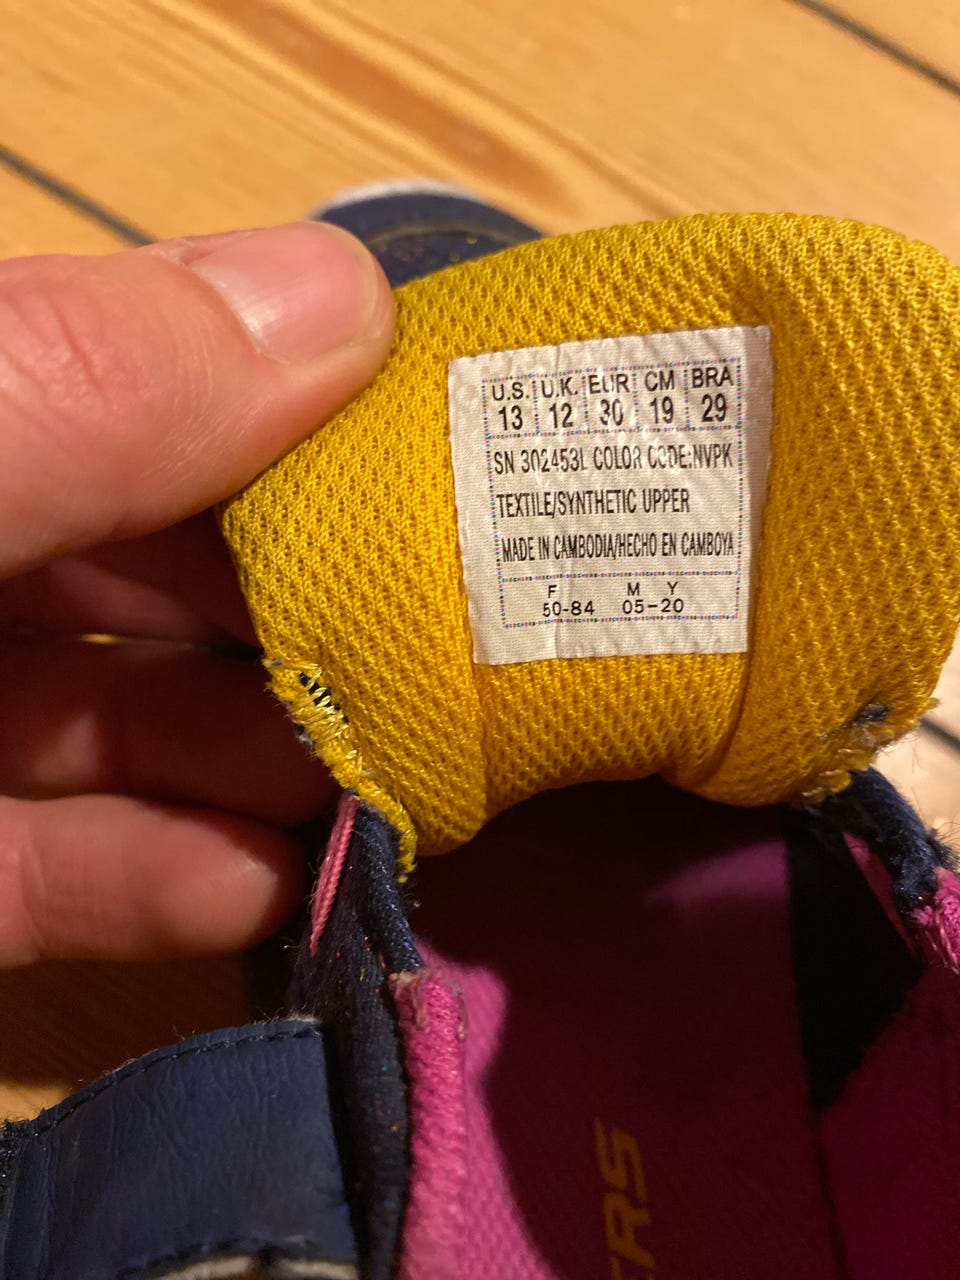 U.S. U.K. EUR CM BRA
13 12 30 19 29
SN 302453L COLOR CODE:NVPK
TEXTILE/SYNTHETIC UPPER
MADE IN CAMBODIA/HECHO EN CAMBOYA
F M Y
50-84 05-20
ERS